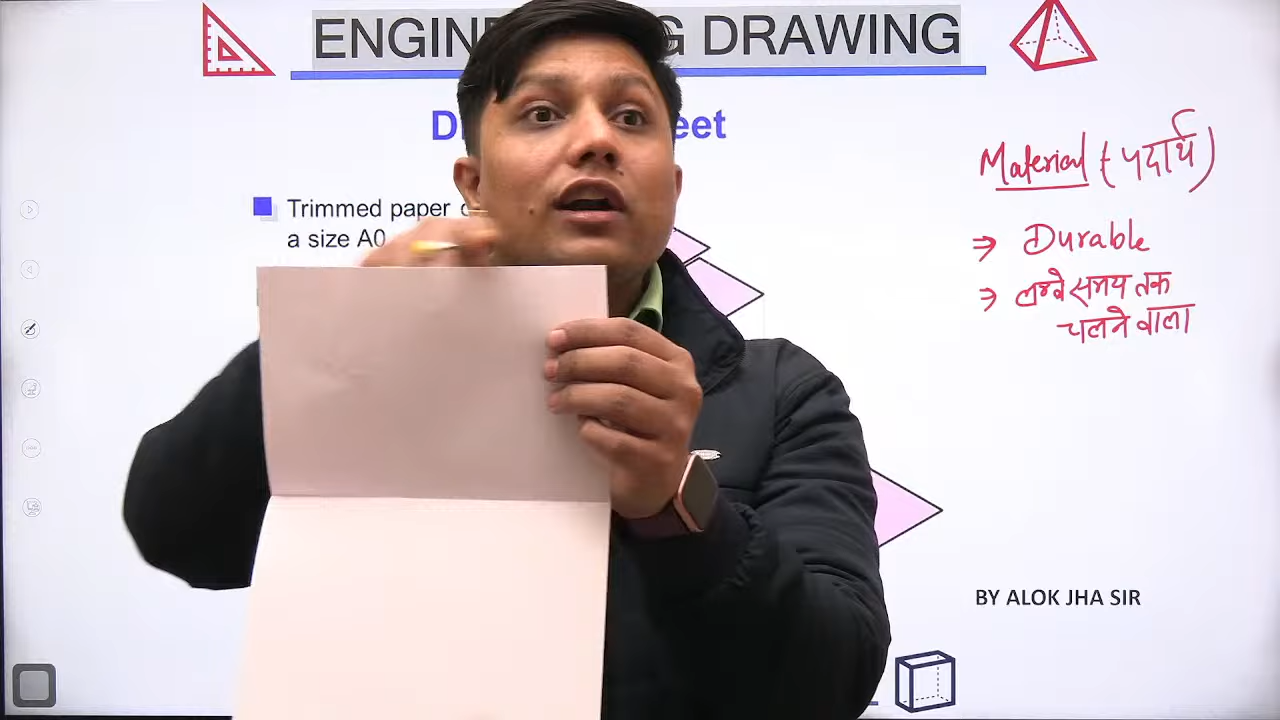 ENGIN G DRAWING
D eet
Material (पदार्थ)
Trimmed paper
a size A0
⇒ Durable
⇒ लम्बे समय तक
चलने वाला
BY ALOK JHA SIR